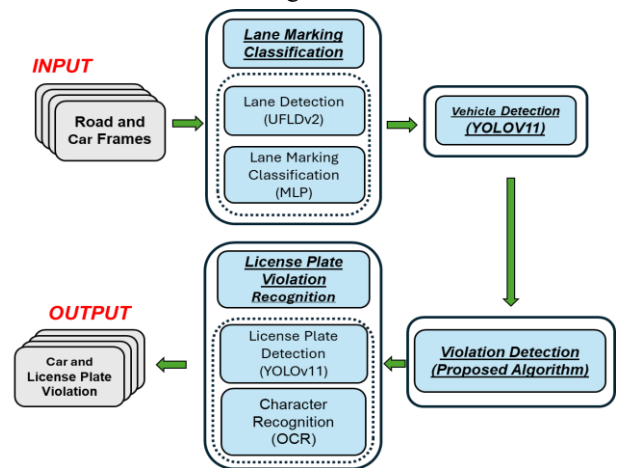 Lane Marking
Classification
INPUT
Road and
Car Frames
Lane Detection
(UFLDv2)
Lane Marking
Classification
(MLP)
Vehicle Detection
(YOLOV11)
License Plate
Violation
Recognition
OUTPUT
Car and
License Plate
Violation
License Plate
Detection
(YOLOv11)
Character
Recognition
(OCR)
Violation Detection
(Proposed Algorithm)